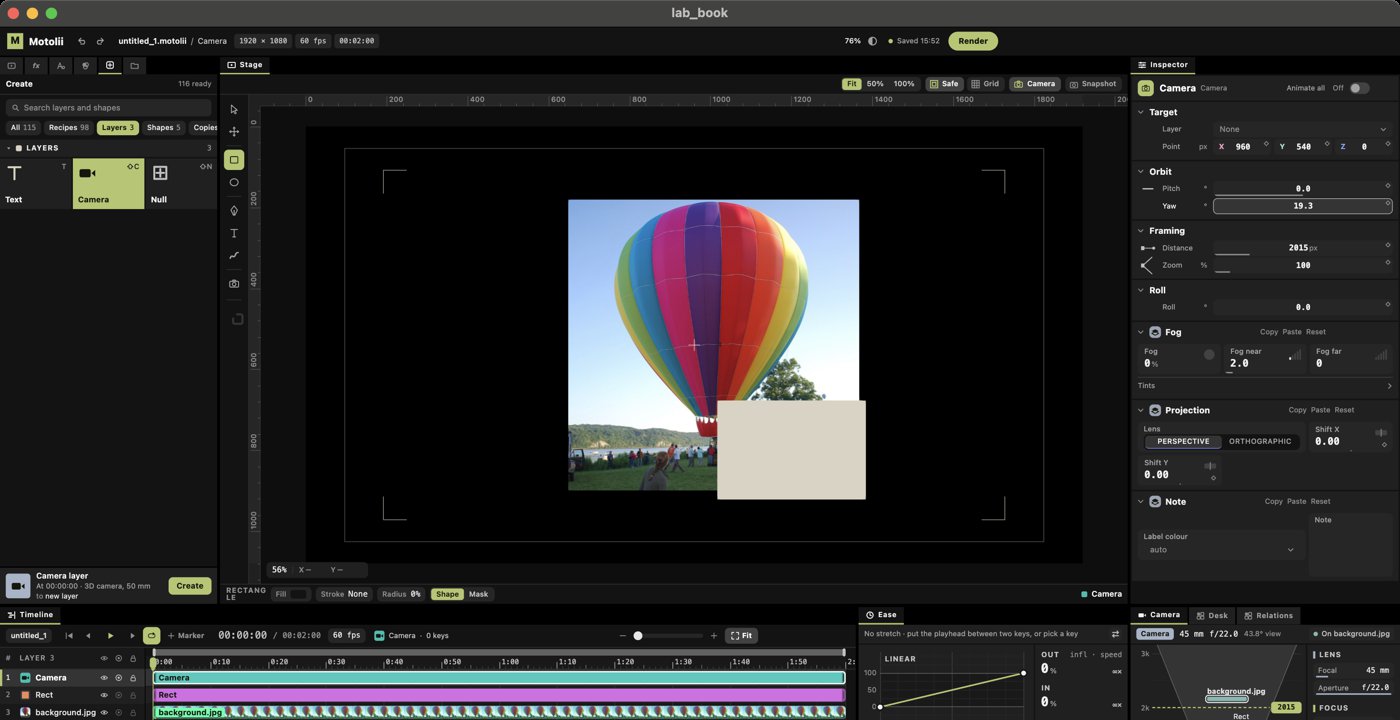 lab_book
M Motolii untitled_1.motolii / Camera 1920 × 1080 60 fps 00:02:00 76% Saved 15:52 Render
fx Stage Inspector
Create 116 ready
Fit 50% 100% Safe Grid Camera Snapshot
Camera Camera Animate all Off
Search layers and shapes
0 200 400 600 800 1000 1200 1400 1600 1800
All 115 Recipes 98 Layers 3 Shapes 5 Copies
LAYERS 3
T ◇C ◇N
Text Camera Null
Target
Layer None
Point px X 960 Y 540 Z 0
Orbit
Pitch ° 0.0
Yaw ° 19.3
Framing
Distance 2015px
Zoom % 100
Roll
Roll ° 0.0
Fog Copy Paste Reset
Fog Fog near Fog far
0% 2.0 0
Tints
Projection Copy Paste Reset
Lens Shift X
PERSPECTIVE ORTHOGRAPHIC 0.00
Shift Y
0.00
Note Copy Paste Reset
Note
Label colour
auto
0
200
400
600
800
1000
56% X – Y –
Camera layer
At 00:00:00 · 3D camera, 50 mm
to new layer
Create
RECTANG
LE
Fill Stroke None Radius 0% Shape Mask Camera
Timeline
untitled_1 + Marker 00:00:00 / 00:02:00 60 fps Camera · 0 keys Fit
# LAYER 3
0:00 0:10 0:20 0:30 0:40 0:50 1:00 1:10 1:20 1:30 1:40 1:50 2:
1 Camera Camera
2 Rect Rect
3 background.jpg background.jpg
Ease
No stretch · put the playhead between two keys, or pick a key
LINEAR
100
50
0
OUT infl · speed
0%
IN
0%
Camera Desk Relations
Camera 45 mm f/22.0 43.8° view On background.jpg
3k
2k
background.jpg
Rect
2015
LENS
Focal 45 mm
Aperture f/22.0
FOCUS